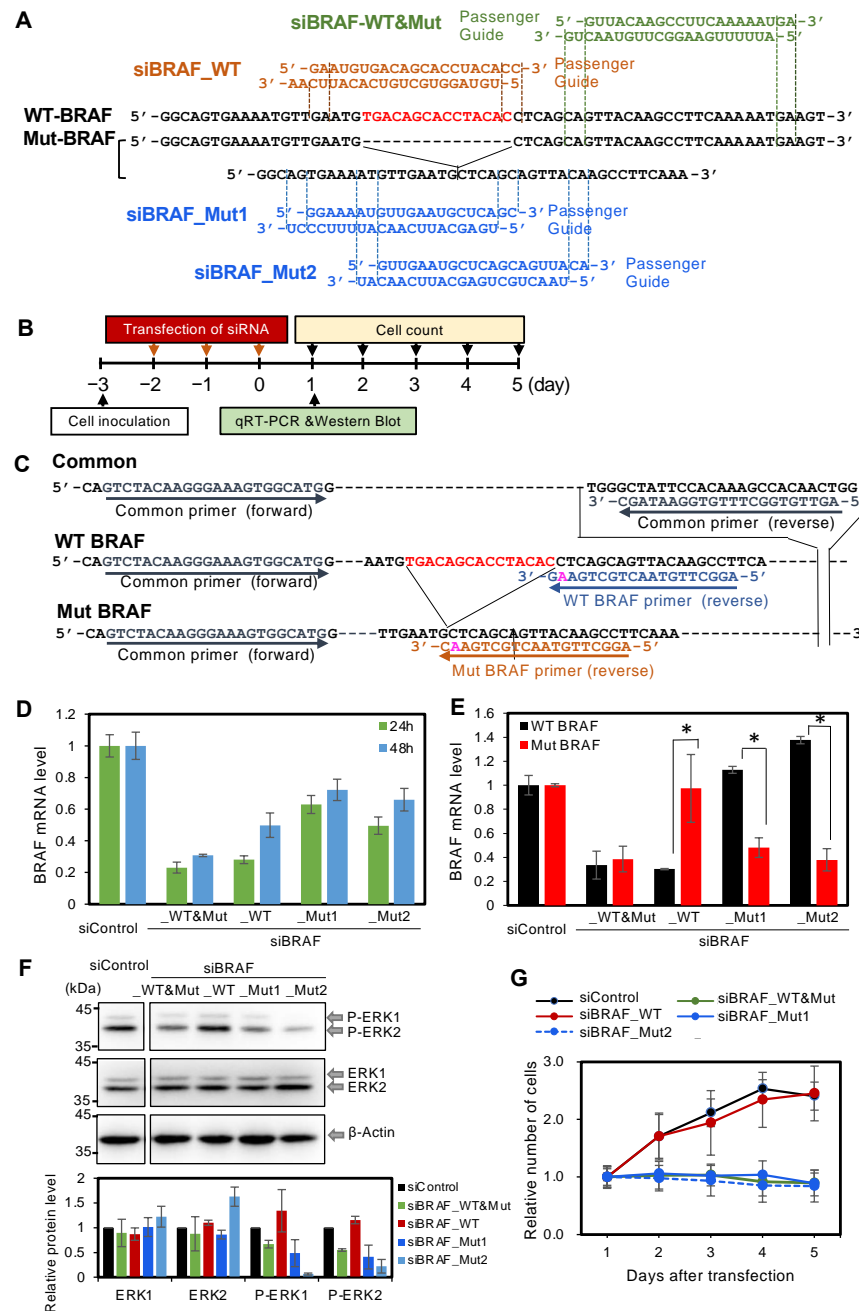 A
siBRAF-WT&Mut
Passenger 5′-GUUACAAGCCUUCAAAAAUGA-3′
Guide 3′-GUCAAUGUUCGGAAGUUUUUA-5′
siBRAF_WT
5′-GAAUGUGACAGCACCUACACC-3′ Passenger
3′-AACUUACACUGUCGUGGAUGU-5′ Guide
WT-BRAF 5′-GGCAGTGAAAATGTTGAATGTGACAGCACCTACACCTCAGCAGTTACAAGCCTTCAAAAATGAAGT-3′
Mut-BRAF 5′-GGCAGTGAAAATGTTGAATG---------------CTCAGCAGTTACAAGCCTTCAAAAATGAAGT-3′
5′-GGCAGTGAAAATGTTGAATGCTCAGCAGTTACAAGCCTTCAAA-3′
siBRAF_Mut1
5′-GGAAAAUGUUGAAUGCUCAGC-3′ Passenger
3′-UCCCUUUUACAACUUACGAGU-5′ Guide
siBRAF_Mut2
5′-GUUGAAUGCUCAGCAGUUACA-3′ Passenger
3′-UACAACUUACGAGUCGUCAAU-5′ Guide
B
Transfection of siRNA
Cell count
−3 −2 −1 0 1 2 3 4 5 (day)
Cell inoculation
qRT-PCR &Western Blot
C
Common
5′-CAGTCTACAAGGGAAAGTGGCATGG-----------------------TGGGCTATTCCACAAAGCCACAACTGG
Common primer (forward)
3′-CGATAAGGTGTTTCGGTGTTGA-5′
Common primer (reverse)
WT BRAF
5′-CAGTCTACAAGGGAAAGTGGCATGG---AATGTGACAGCACCTACACCTCAGCAGTTACAAGCCTTCA------
Common primer (forward)
3′-GAAGTCGTCAATGTTCGGA-5′
WT BRAF primer (reverse)
Mut BRAF
5′-CAGTCTACAAGGGAAAGTGGCATGG----TTGAATGCTCAGCAGTTACAAGCCTTCAAA---------------
Common primer (forward)
3′-CAAGTCGTCAATGTTCGGA-5′
Mut BRAF primer (reverse)
D
BRAF mRNA level
1.2
1
0.8
0.6
0.4
0.2
0
24h
48h
siControl
_WT&Mut _WT _Mut1 _Mut2
siBRAF
E
BRAF mRNA level
1.6
1.4
1.2
1
0.8
0.6
0.4
0.2
0
WT BRAF
Mut BRAF
* * *
siControl
_WT&Mut _WT _Mut1 _Mut2
siBRAF
F
siControl siBRAF
(kDa) _WT&Mut _WT _Mut1 _Mut2
45
35
P-ERK1
P-ERK2
45
35
ERK1
ERK2
45
35
β-Actin
Relative protein level
2
1.5
1
0.5
0
ERK1 ERK2 P-ERK1 P-ERK2
siControl
siBRAF_WT&Mut
siBRAF_WT
siBRAF_Mut1
siBRAF_Mut2
G
siControl siBRAF_WT&Mut
siBRAF_WT siBRAF_Mut1
siBRAF_Mut2 _
Relative number of cells
3.0
2.0
1.0
0.0
1 2 3 4 5
Days after transfection